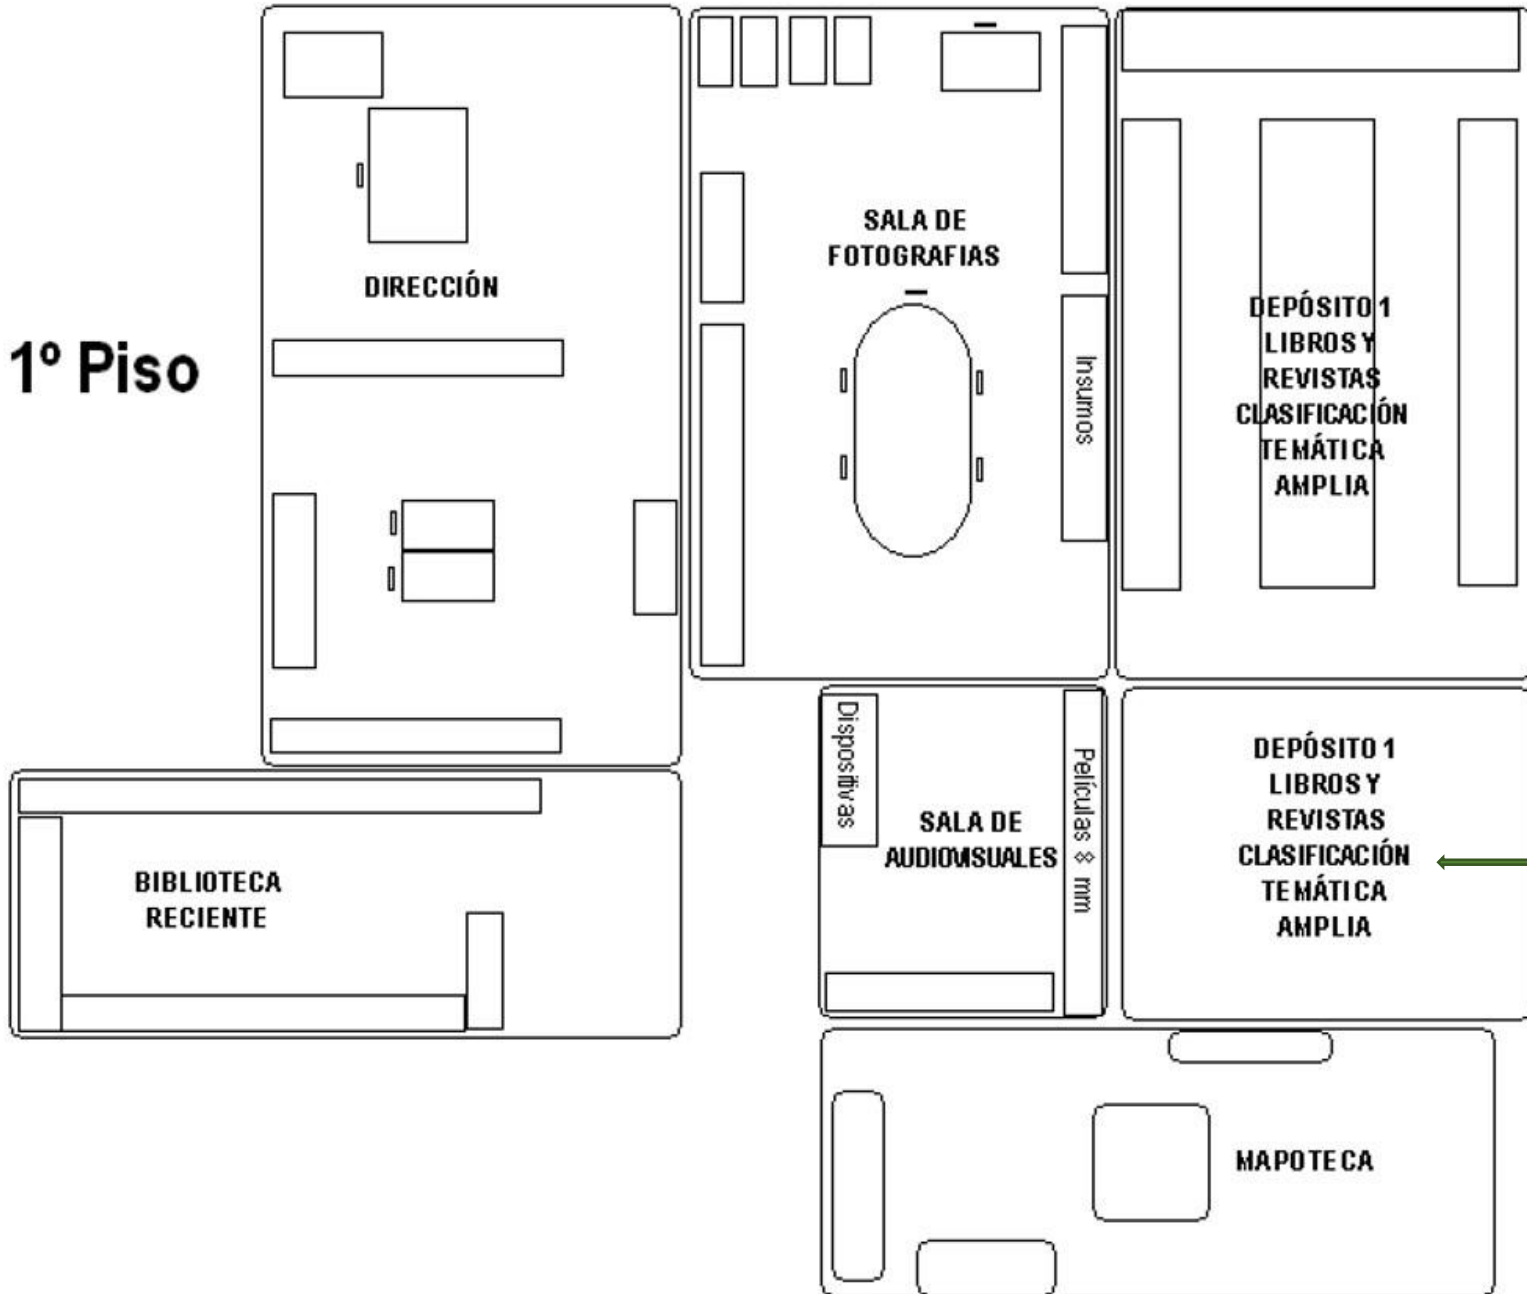 1º Piso
DIRECCIÓN
SALA DE
FOTOGRAFIAS
Insumos
DEPÓSITO 1
LIBROS Y
REVISTAS
CLASIFICACIÓN
TEMÁTICA
AMPLIA
BIBLIOTECA
RECIENTE
Dispositivas
SALA DE
AUDIOVISUALES
Películas 8 mm
DEPÓSITO 1
LIBROS Y
REVISTAS
CLASIFICACIÓN
TEMÁTICA
AMPLIA
MAPOTECA